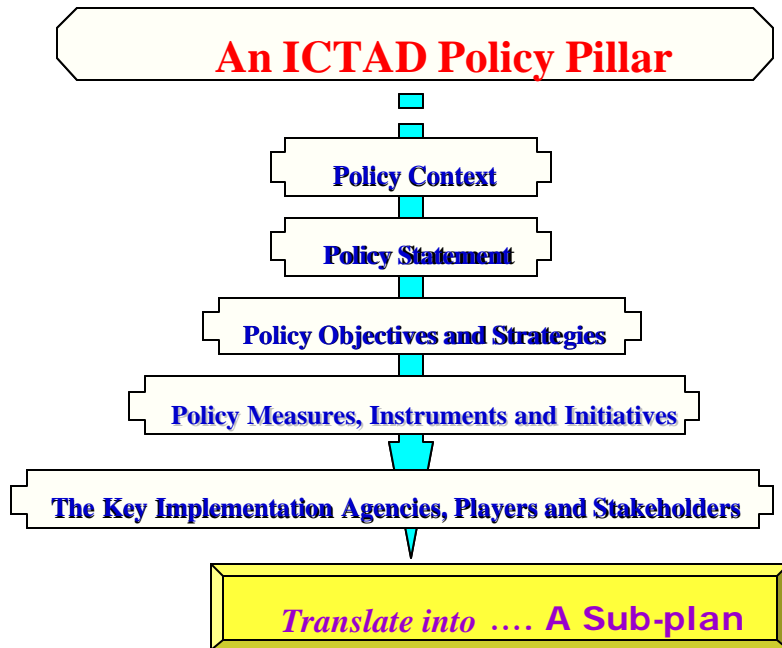 An ICTAD Policy Pillar
Policy Context
Policy Statement
Policy Objectives and Strategies
Policy Measures, Instruments and Initiatives
The Key Implementation Agencies, Players and Stakeholders
Translate into .... A Sub-plan